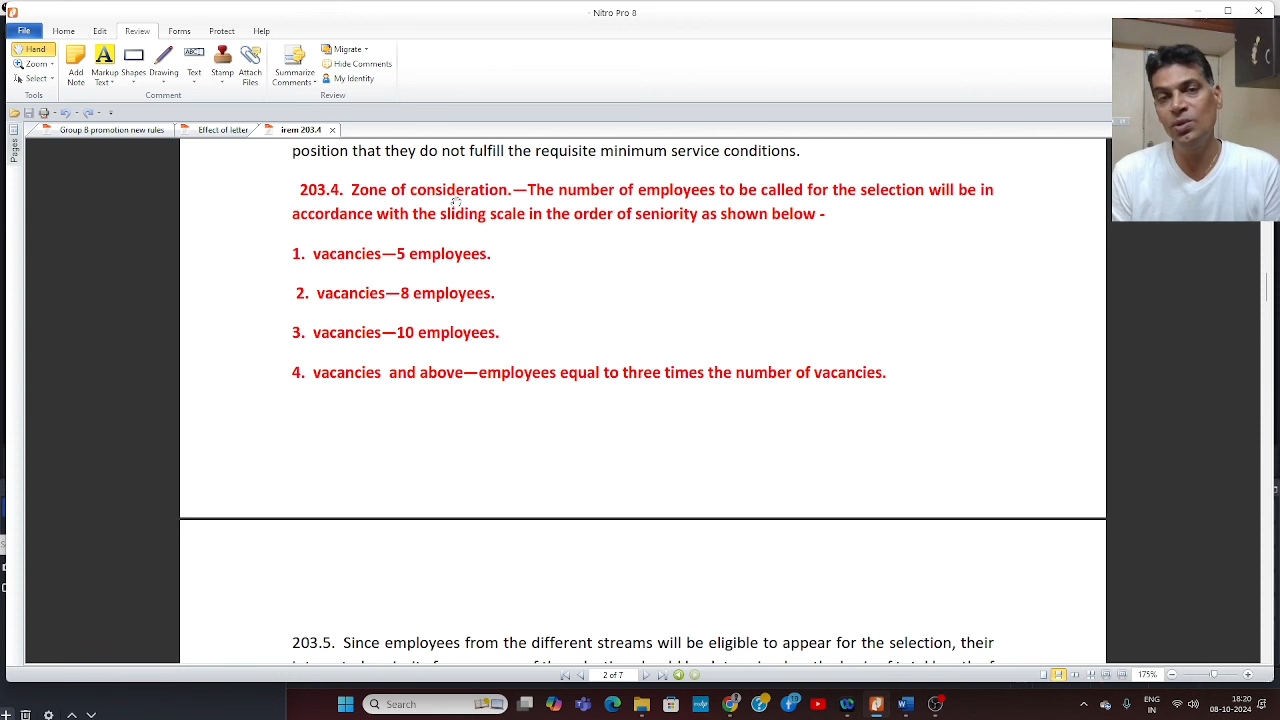 - Nitro Pro 8
File Home Edit Review Forms Protect Help
Hand
Zoom
Select
Tools
Add Note
Markup Text
Shapes
Drawing
Text
Stamp
Attach Files
Comment
Summarize Comments
Migrate
Hide Comments
My Identity
Review
Group B promotion new rules Effect of letter irem 203.4
Pages
position that they do not fulfill the requisite minimum service conditions.
203.4. Zone of consideration.—The number of employees to be called for the selection will be in
accordance with the sliding scale in the order of seniority as shown below -
1. vacancies—5 employees.
2. vacancies—8 employees.
3. vacancies—10 employees.
4. vacancies and above—employees equal to three times the number of vacancies.
203.5. Since employees from the different streams will be eligible to appear for the selection, their
2 of 7
175%
Search
ENG
IN
18:20
08-10-2024